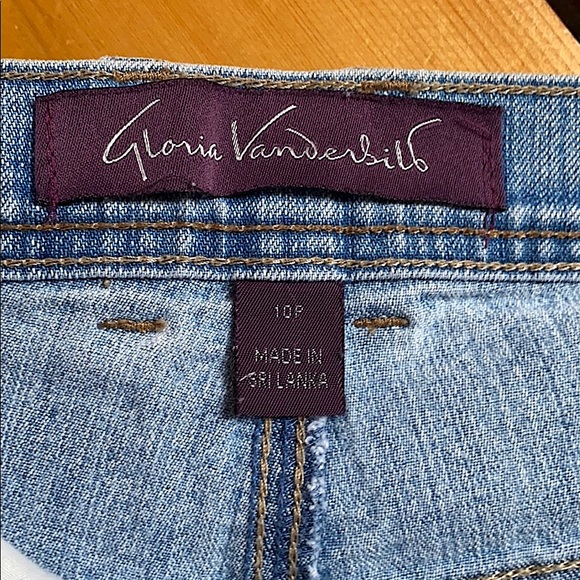 Gloria Vanderbilt
10P
MADE IN
SRI LANKA